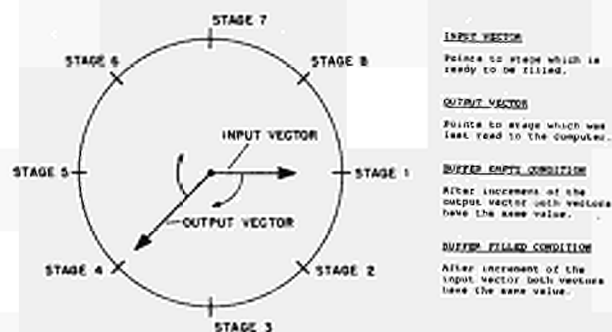 STAGE 7
STAGE 6
STAGE 8
INPUT VECTOR
STAGE 5
STAGE 1
OUTPUT VECTOR
STAGE 4
STAGE 2
STAGE 3
INPUT VECTOR
Points to stage which is
ready to be filled.
OUTPUT VECTOR
Points to stage which was
last read to the computer.
BUFFER EMPTY CONDITION
After increment of the
output vector both vectors
have the same value.
BUFFER FILLED CONDITION
After increment of the
input vector both vectors
have the same value.